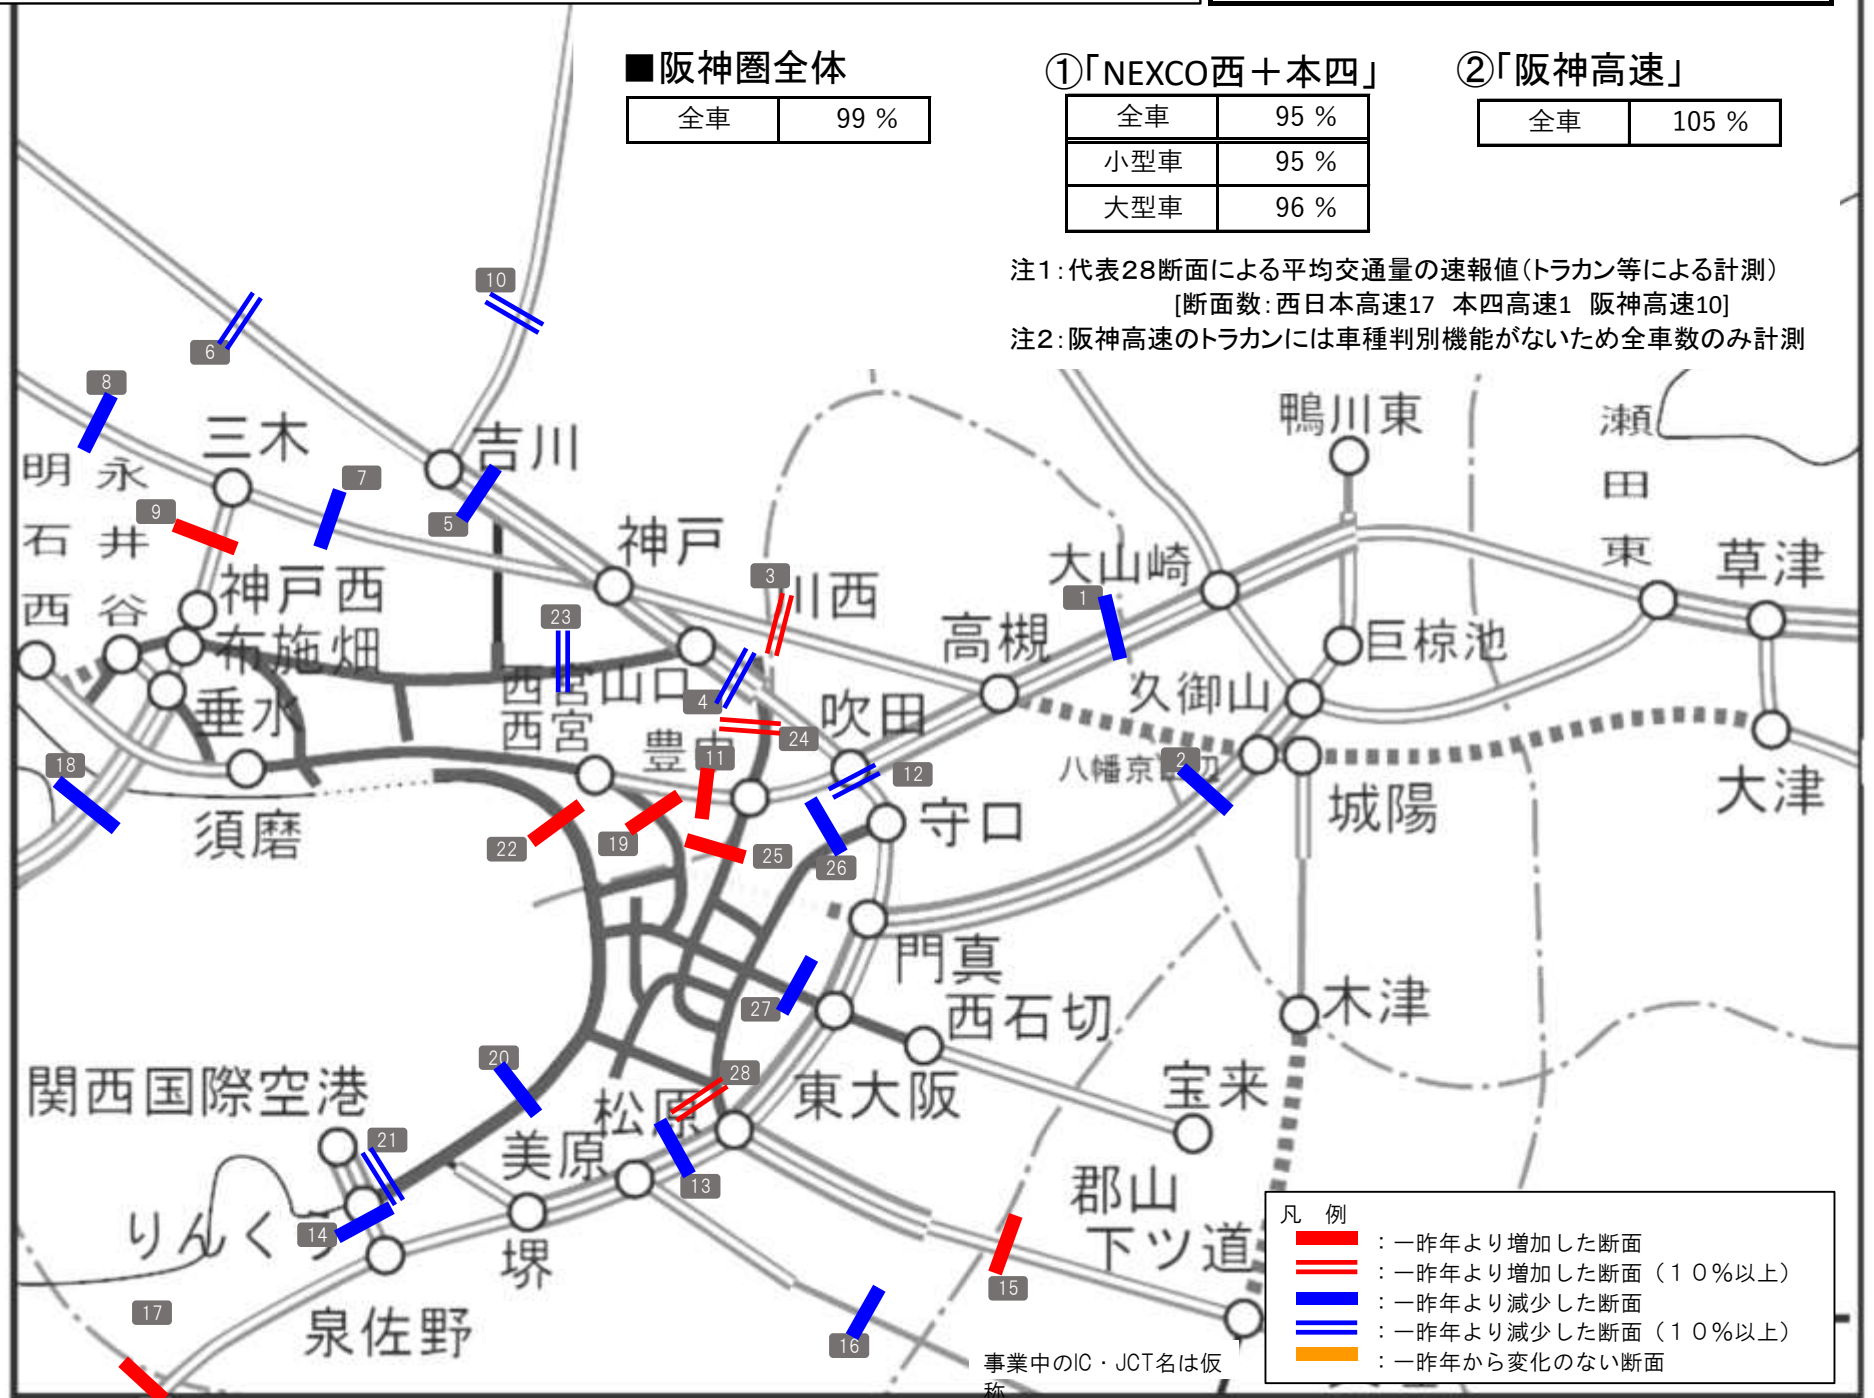 ■阪神圏全体
全車 99 %
①「NEXCO西＋本四」
全車 95 %
小型車 95 %
大型車 96 %
②「阪神高速」
全車 105 %
注1：代表28断面による平均交通量の速報値（トラカン等による計測）
[断面数：西日本高速17 本四高速1 阪神高速10]
注2：阪神高速のトラカンには車種判別機能がないため全車数のみ計測
10
6
8
三木
吉川
鴨川東
瀬田東
明石西
永井谷
7
9
5
神戸
大山崎
草津
3
川西
1
神戸西
布施畑
23
高槻
巨椋池
西宮山口
4
久御山
垂水
西宮
吹田
24
豊中
11
12
八幡京田辺
2
18
大津
城陽
須磨
守口
22
19
25
26
門真
27
西石切
木津
20
関西国際空港
28
松原
東大阪
宝来
21
美原
13
郡山
下ツ道
りんくう
14
堺
15
17
泉佐野
16
事業中のIC・JCT名は仮
称
凡 例
：一昨年より増加した断面
：一昨年より増加した断面（１０％以上）
：一昨年より減少した断面
：一昨年より減少した断面（１０％以上）
：一昨年から変化のない断面